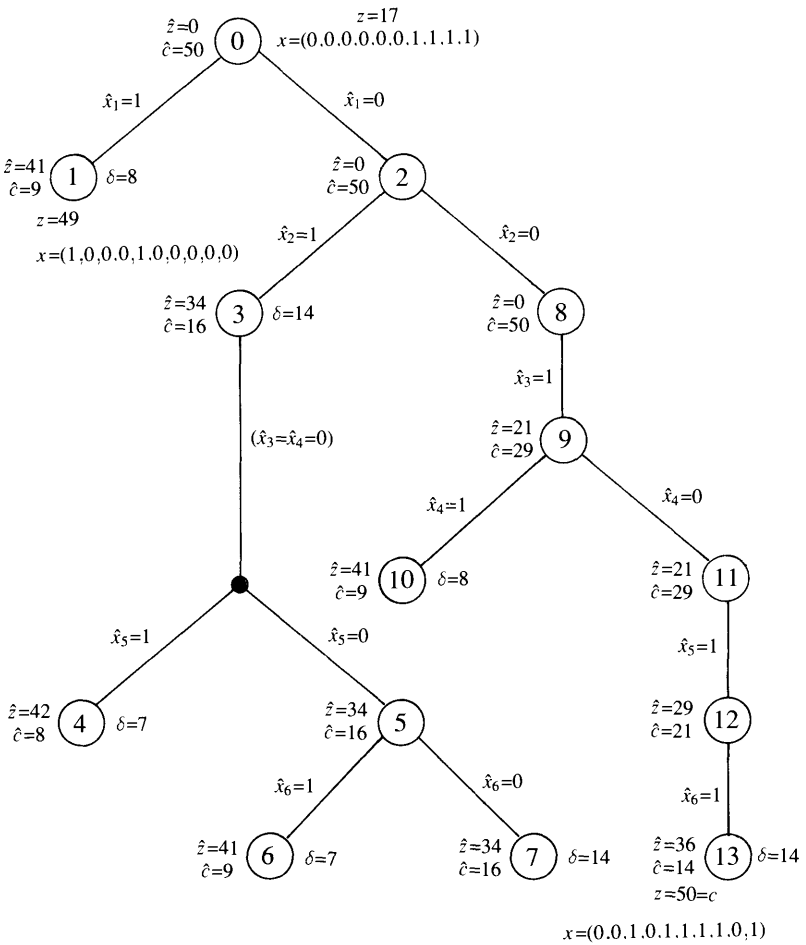 z=17
ẑ=0
ĉ=50
0
x=(0.0.0.0.0.0.1.1.1.1)
x̂₁=1
x̂₁=0
ẑ=41
ĉ=9
1
δ=8
z=49
x=(1,0,0.0,1.0,0,0,0,0)
ẑ=0
ĉ=50
2
x̂₂=1
x̂₂=0
ẑ=34
ĉ=16
3
δ=14
ẑ=0
ĉ=50
8
x̂₃=1
(x̂₃=x̂₄=0)
ẑ=21
ĉ=29
9
x̂₄=1
x̂₄=0
ẑ=41
ĉ=9
10
δ=8
ẑ=21
ĉ=29
11
x̂₅=1
x̂₅=0
x̂₅=1
ẑ=42
ĉ=8
4
δ=7
ẑ=34
ĉ=16
5
ẑ=29
ĉ=21
12
x̂₆=1
x̂₆=0
x̂₆=1
ẑ=41
ĉ=9
6
δ=7
ẑ=34
ĉ=16
7
δ=14
ẑ=36
ĉ=14
13
δ=14
z=50=c
x=(0.0.1.0.1.1.1.1.0,1)